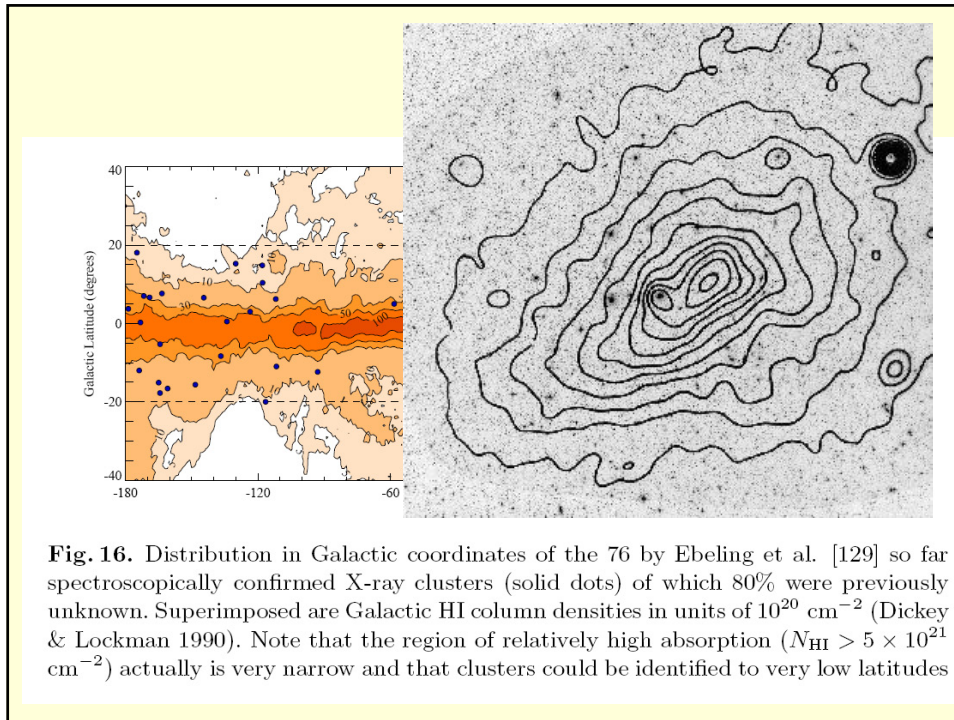 40
20
0
-20
-40
Galactic Latitude (degrees)
-180
-120
-60
10
30
50
100
10
Fig. 16. Distribution in Galactic coordinates of the 76 by Ebeling et al. [129] so far
spectroscopically confirmed X-ray clusters (solid dots) of which 80% were previously
unknown. Superimposed are Galactic HI column densities in units of 10²⁰ cm⁻² (Dickey
& Lockman 1990). Note that the region of relatively high absorption (N_HI > 5 × 10²¹
cm⁻²) actually is very narrow and that clusters could be identified to very low latitudes